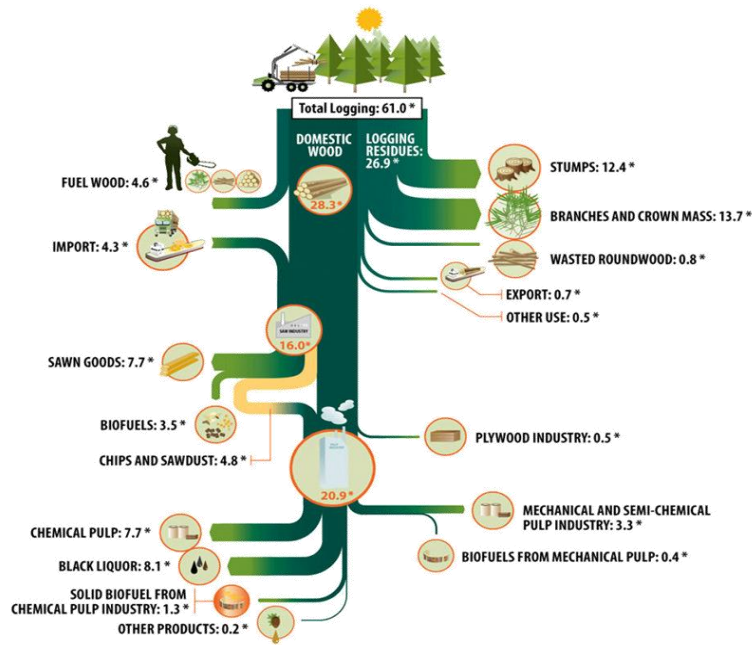 Total Logging: 61.0 *
DOMESTIC
WOOD
LOGGING
RESIDUES:
26.9 *
28.3 *
FUEL WOOD: 4.6 *
STUMPS: 12.4 *
BRANCHES AND CROWN MASS: 13.7 *
IMPORT: 4.3 *
WASTED ROUNDWOOD: 0.8 *
EXPORT: 0.7 *
OTHER USE: 0.5 *
SAW INDUSTRY
16.0*
SAWN GOODS: 7.7 *
BIOFUELS: 3.5 *
CHIPS AND SAWDUST: 4.8 *
PLYWOOD INDUSTRY: 0.5 *
20.9*
CHEMICAL PULP: 7.7 *
MECHANICAL AND SEMI-CHEMICAL
PULP INDUSTRY: 3.3 *
BLACK LIQUOR: 8.1 *
BIOFUELS FROM MECHANICAL PULP: 0.4 *
SOLID BIOFUEL FROM
CHEMICAL PULP INDUSTRY: 1.3 *
OTHER PRODUCTS: 0.2 *